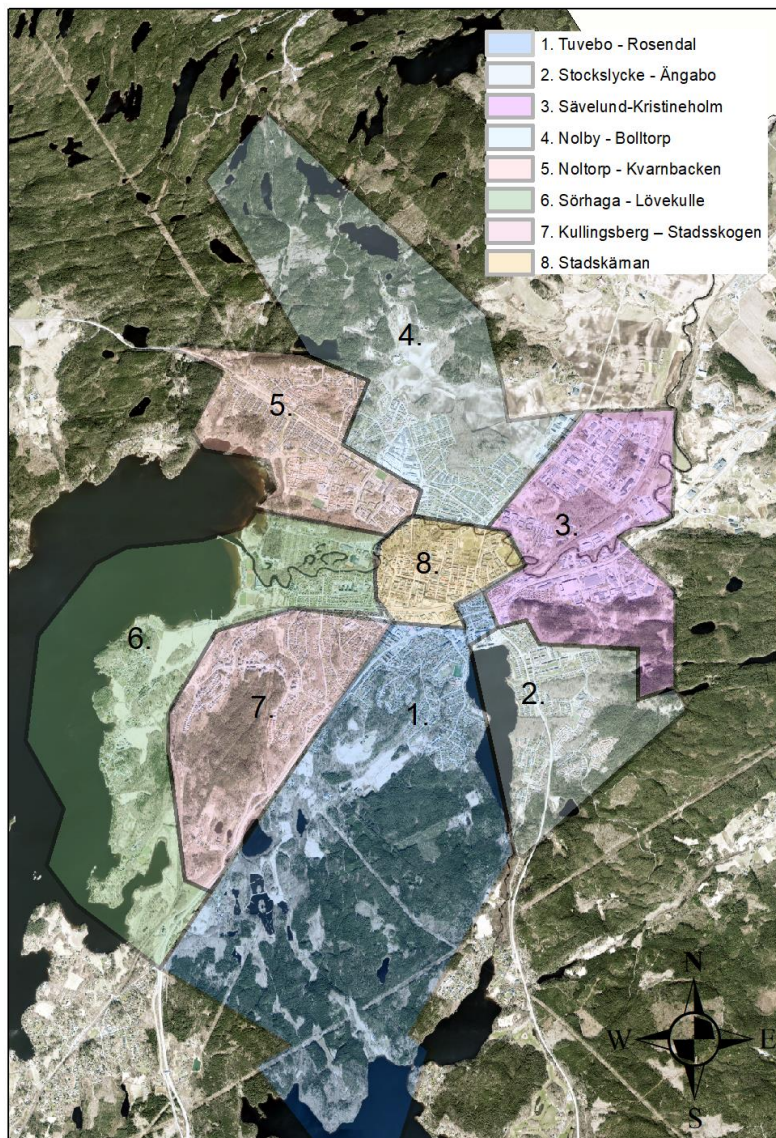 1. Tuvebo - Rosendal
2. Stockslycke - Ängabo
3. Sävelund-Kristineholm
4. Nolby - Bolltorp
5. Noltorp - Kvarnbacken
6. Sörhaga - Lövekulle
7. Kullingsberg – Stadsskogen
8. Stadskärnan
4.
5.
3.
8.
6.
2.
7.
1.
N
W E
S